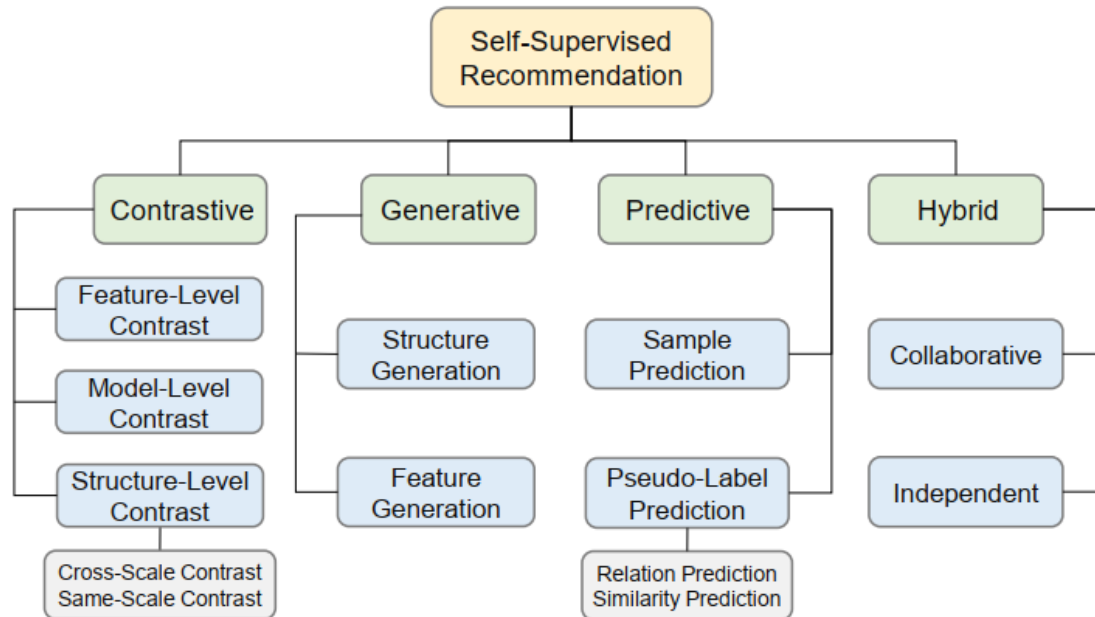 Self-Supervised
Recommendation
Contrastive
Generative
Predictive
Hybrid
Feature-Level
Contrast
Model-Level
Contrast
Structure-Level
Contrast
Cross-Scale Contrast
Same-Scale Contrast
Structure
Generation
Feature
Generation
Sample
Prediction
Pseudo-Label
Prediction
Relation Prediction
Similarity Prediction
Collaborative
Independent